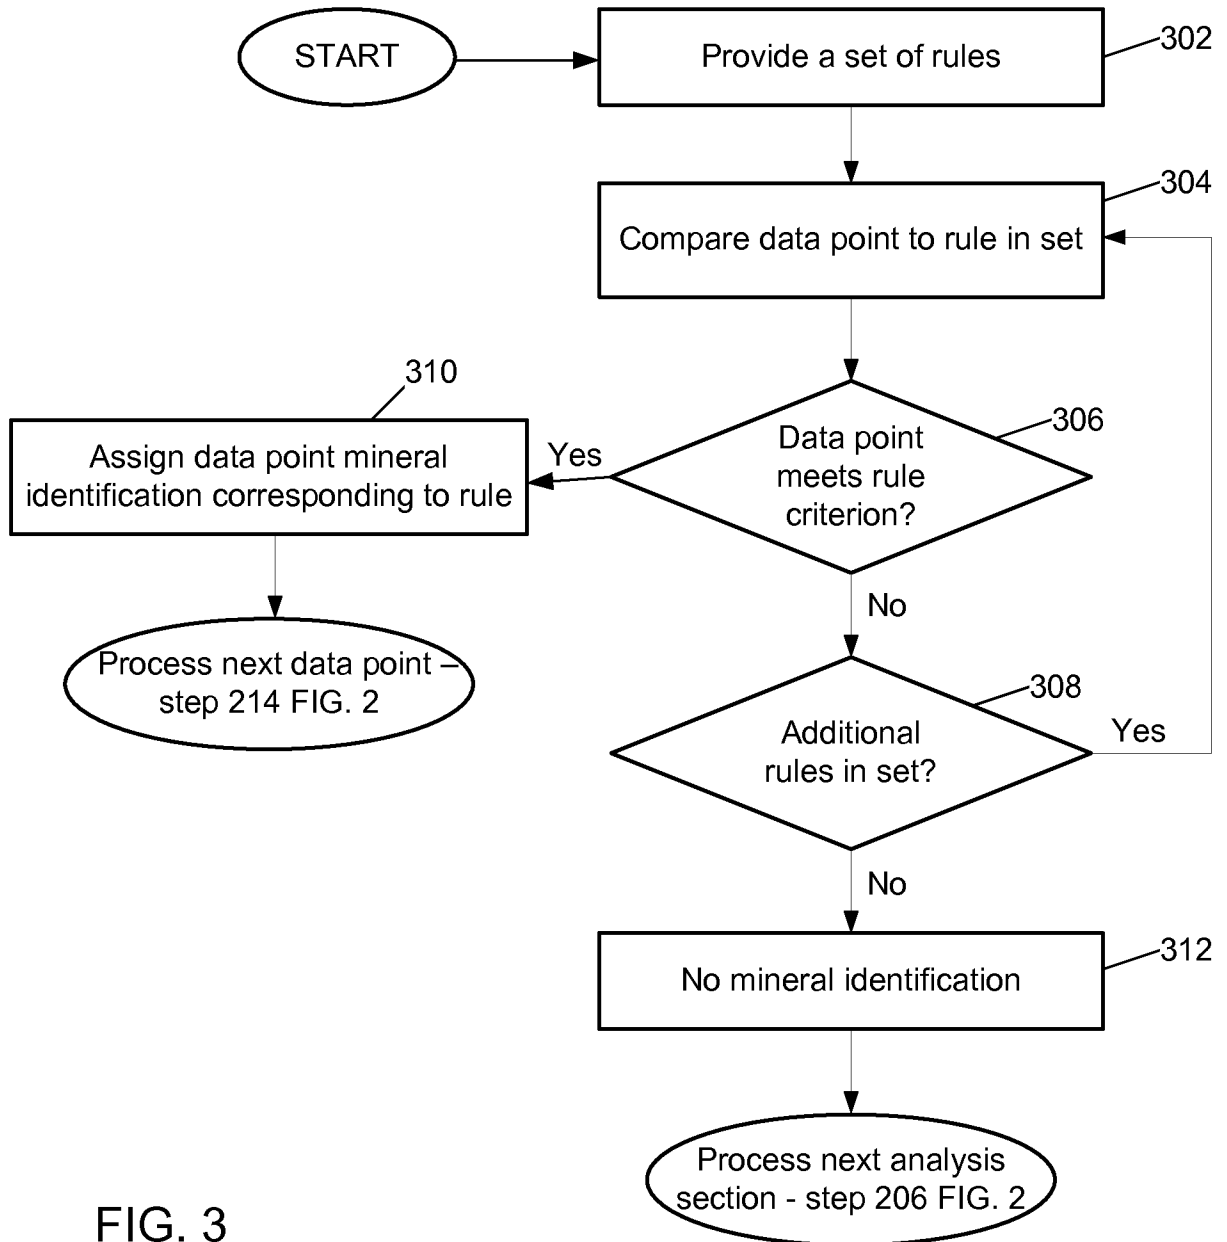 START
Provide a set of rules
302
304
Compare data point to rule in set
310
306
Data point
meets rule
criterion?
Yes
Assign data point mineral
identification corresponding to rule
No
Process next data point –
step 214 FIG. 2
308
Additional
rules in set?
Yes
No
312
No mineral identification
Process next analysis
section - step 206 FIG. 2
FIG. 3